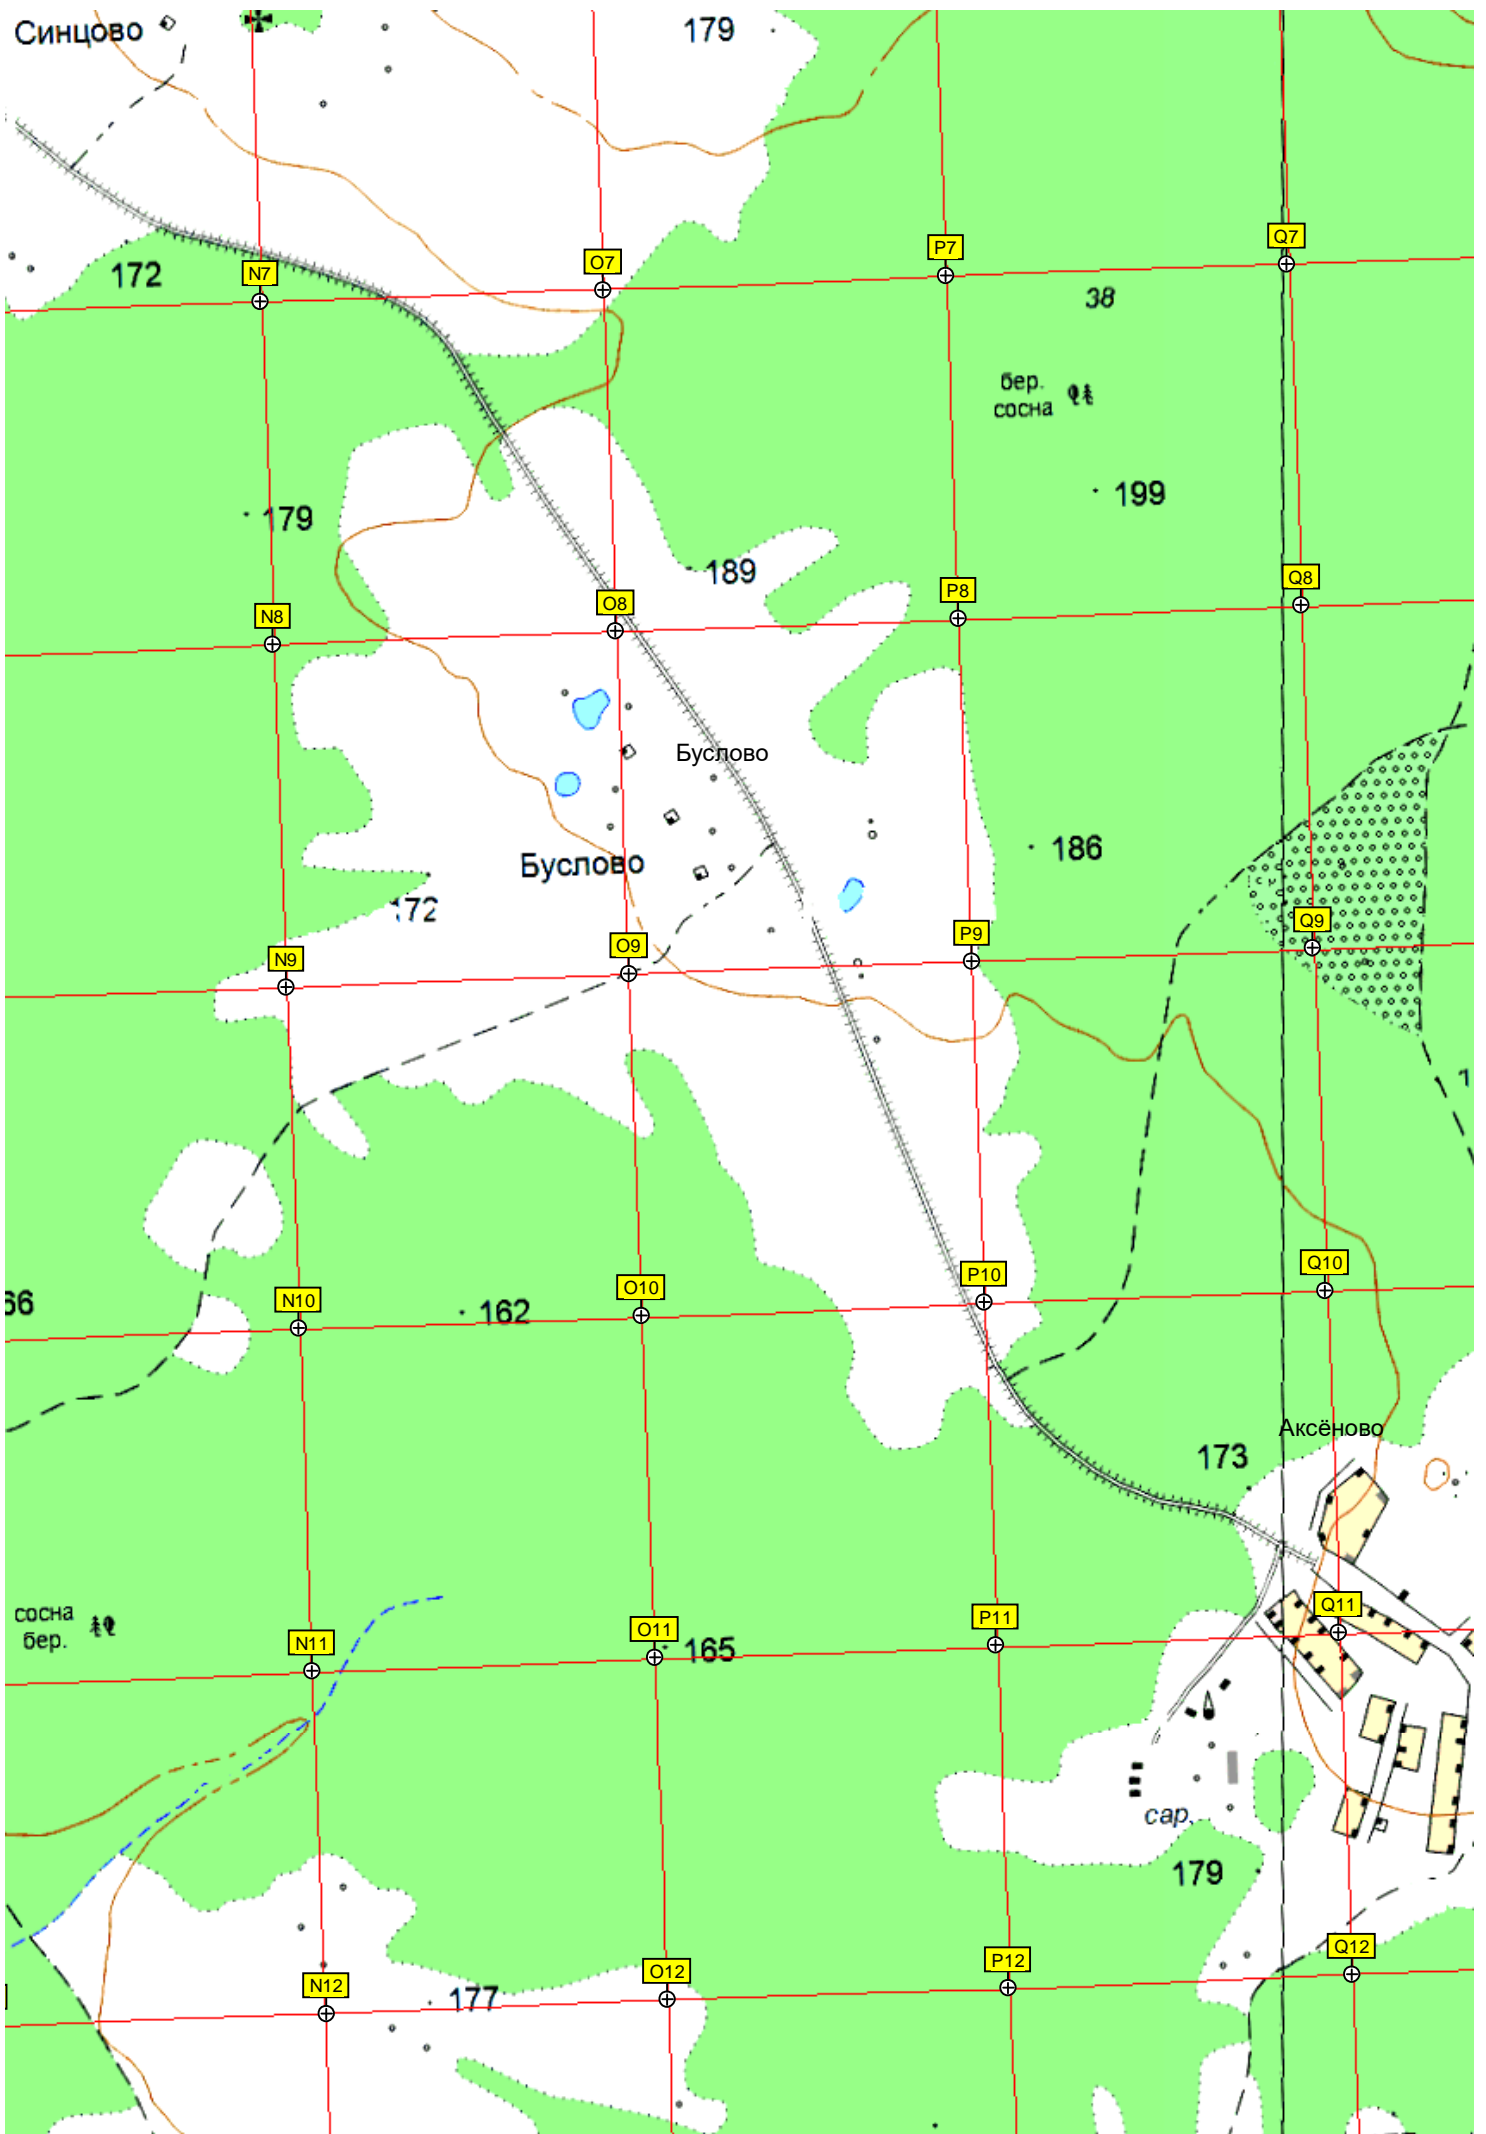 Синцово
179
Q7
P7
O7
N7
172
38
бер.
сосна
199
179
189
Q8
P8
O8
N8
Буслово
186
Буслово
172
Q9
P9
O9
N9
Q10
P10
O10
N10
66
162
Аксёново
173
Q11
сосна
бер.
P11
O11
165
N11
сар.
179
Q12
P12
O12
N12
177